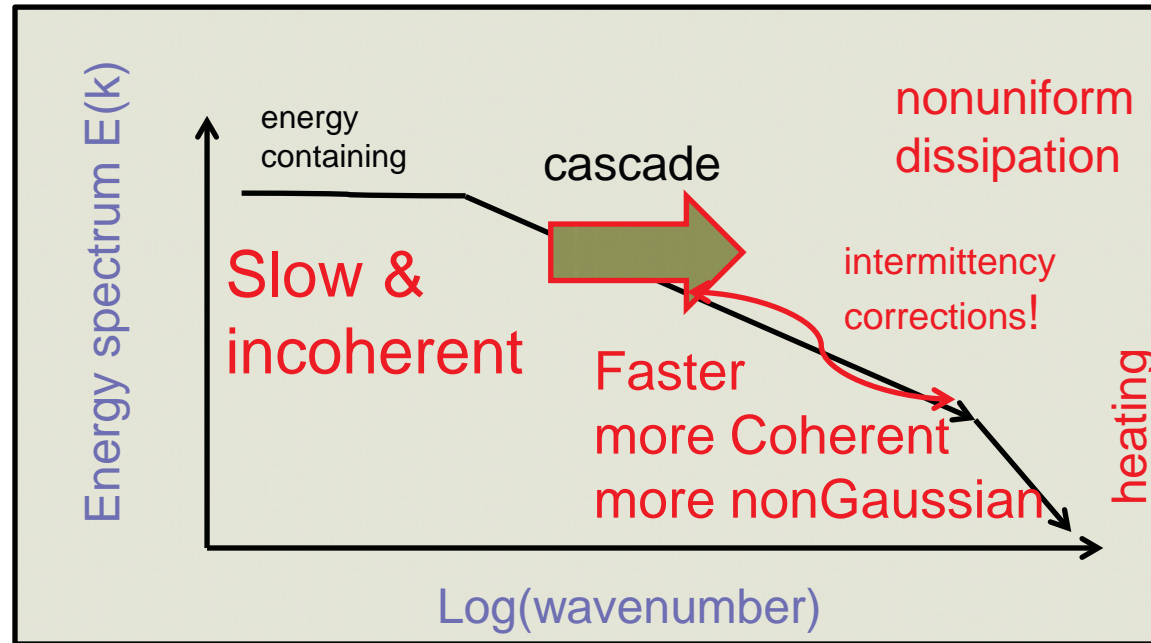 Energy spectrum E(k)
energy
containing
cascade
nonuniform
dissipation
Slow &
incoherent
intermittency
corrections!
Faster
more Coherent
more nonGaussian
heating
Log(wavenumber)